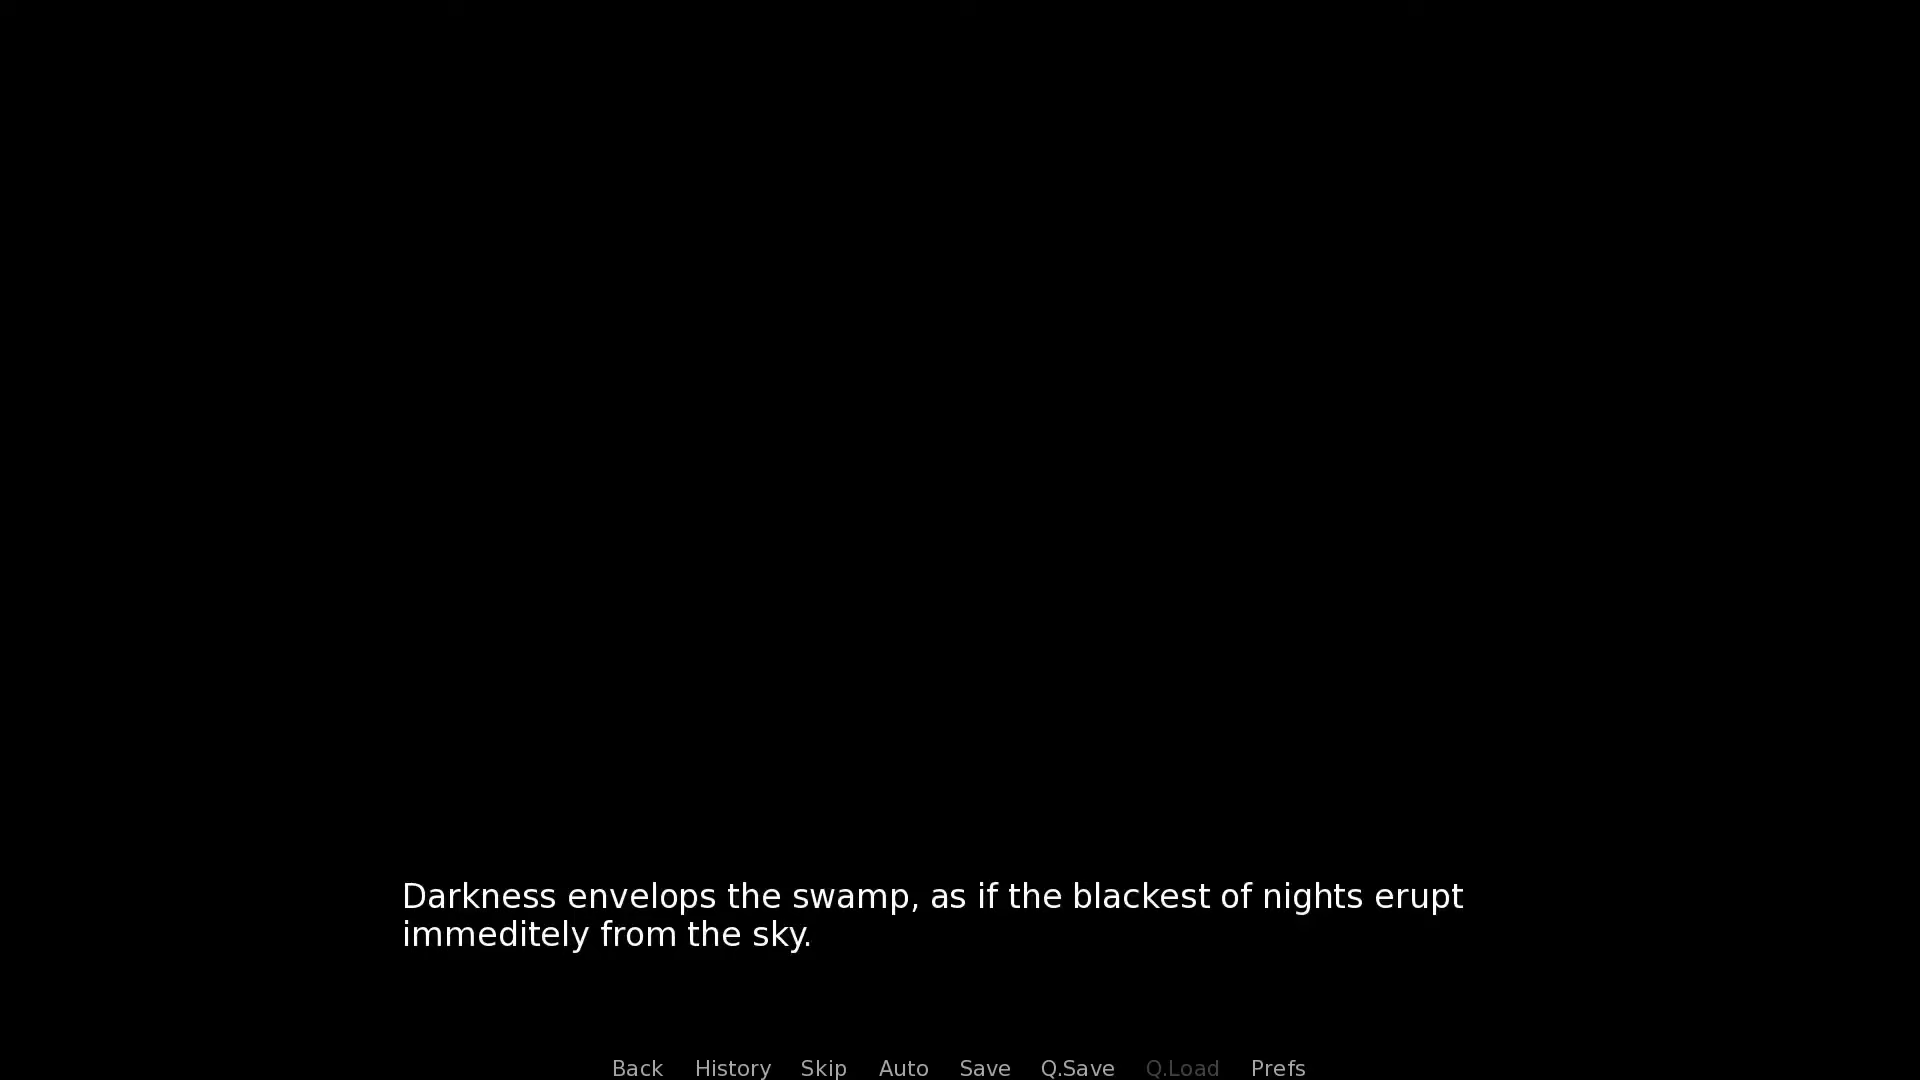 Darkness envelops the swamp, as if the blackest of nights erupt
immeditely from the sky.
Back History Skip Auto Save Q.Save Q.Load Prefs